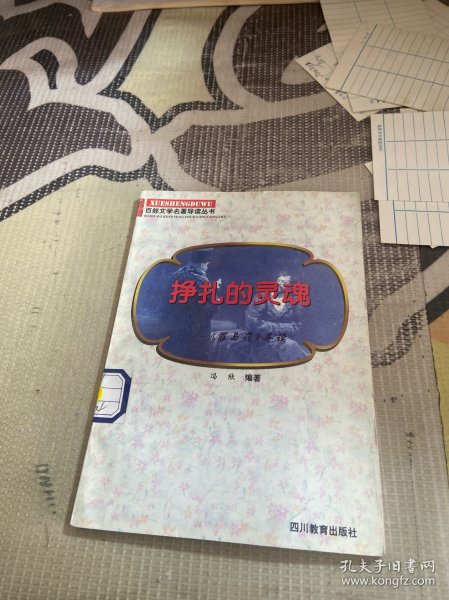 XUESHENGDUWU
百部文学名著导读丛书
挣扎的灵魂
——《罪与罚》导读
冯欣 编著
四川教育出版社
孔夫子旧书网
www.kongfz.com